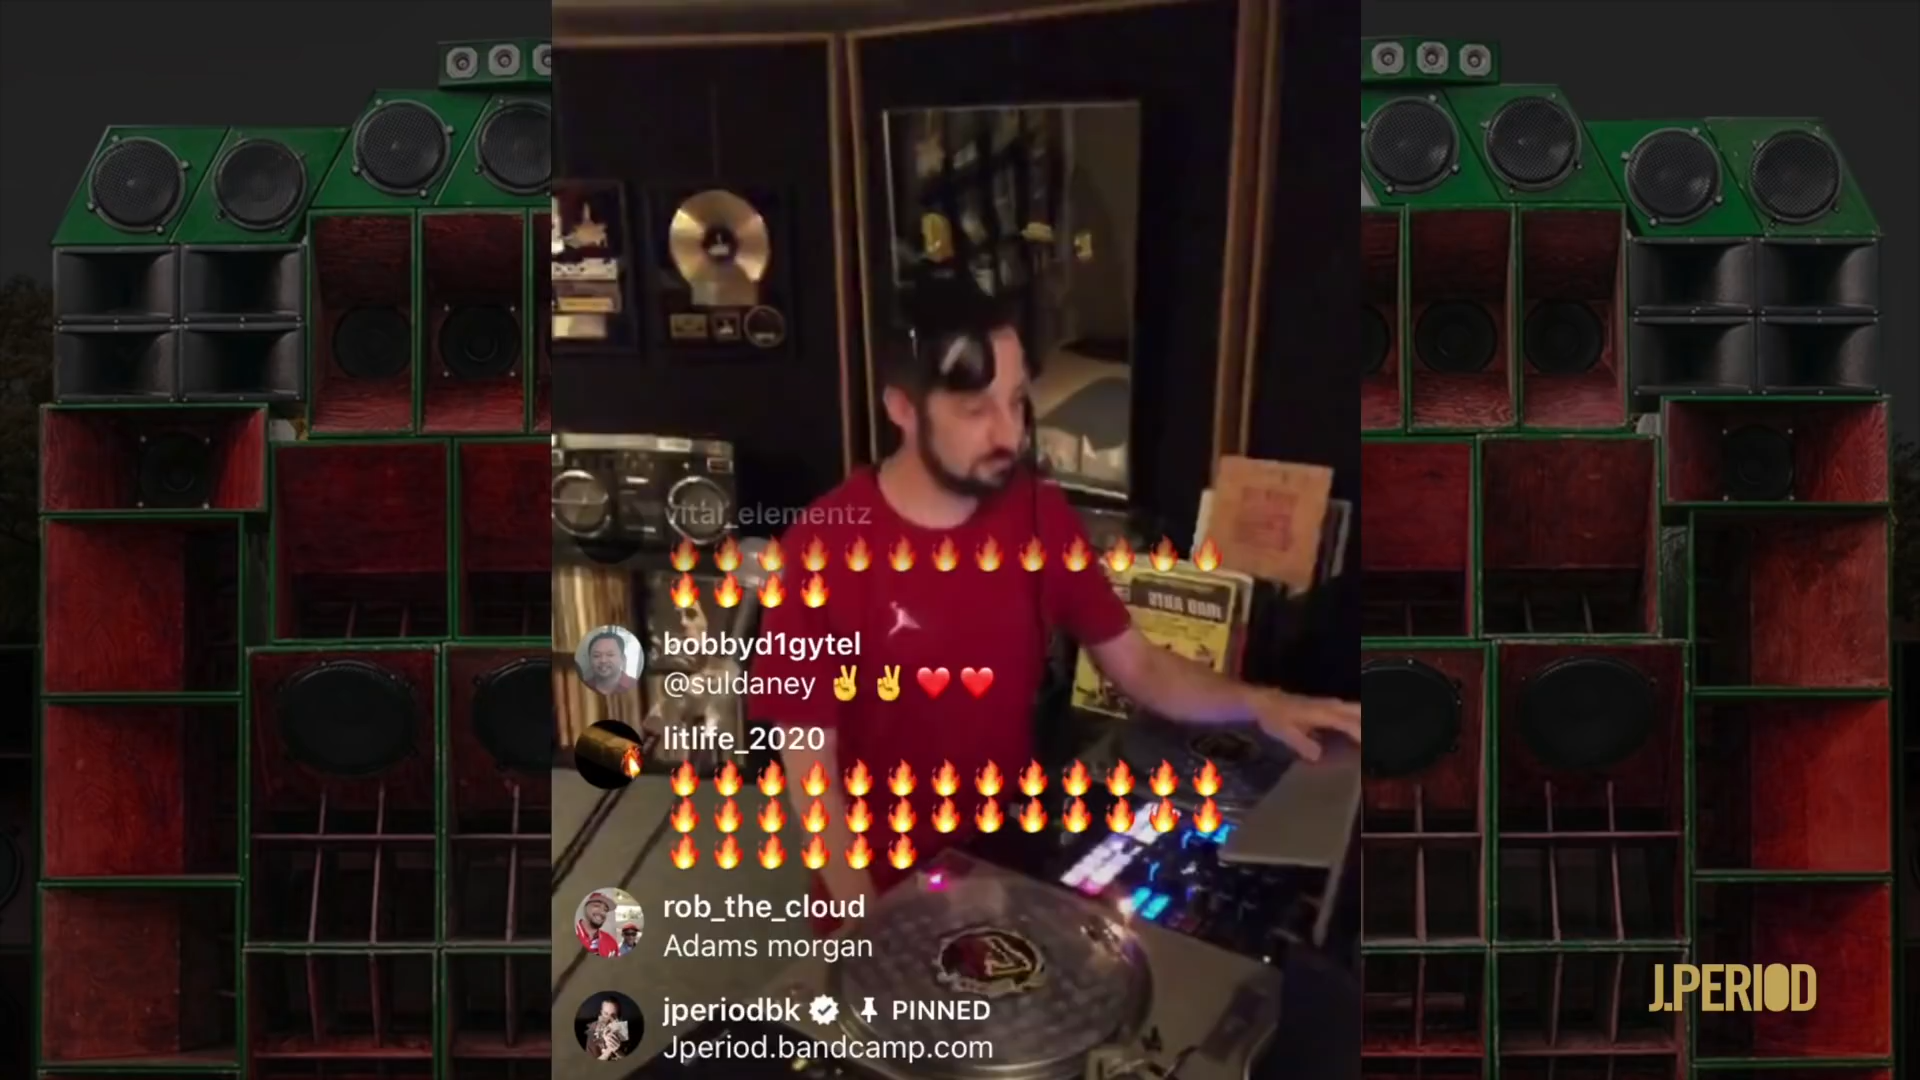 vital_elementz
🔥🔥🔥🔥🔥🔥🔥🔥🔥🔥🔥🔥🔥
🔥🔥🔥🔥
bobbyd1gytel
@suldaney ✌️✌️❤️❤️
litlife_2020
🔥🔥🔥🔥🔥🔥🔥🔥🔥🔥🔥🔥🔥
🔥🔥🔥🔥🔥🔥🔥🔥🔥🔥🔥🔥🔥
🔥🔥🔥🔥🔥🔥
rob_the_cloud
Adams morgan
jperiodbk PINNED
Jperiod.bandcamp.com
J.PERIOD